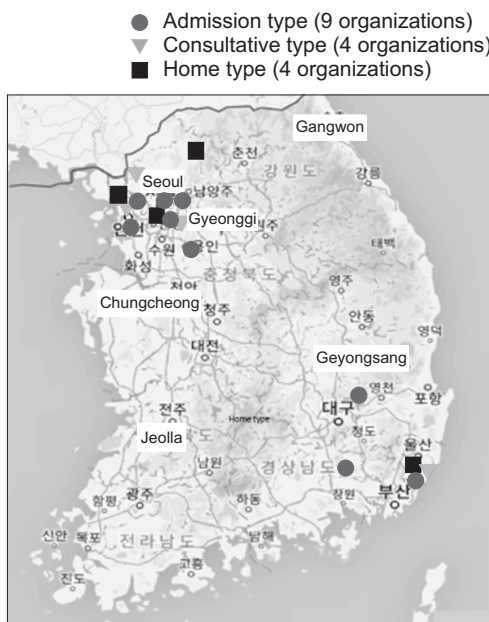 Admission type (9 organizations)
Consultative type (4 organizations)
Home type (4 organizations)
Gangwon
춘천
강원도
강릉
Seoul
남양주
Gyeonggi
수원
원주
태백
화성
충청북도
천안
영주
Chungcheong
청주
안동
영덕
대전
Geyongsang
영천
포항
전주
Home type
대구
청도
Jeolla
울산
남원
경상남도
함평
광주
하동
창원
부산
신안
목포
전라남도
남해
고흥
진도